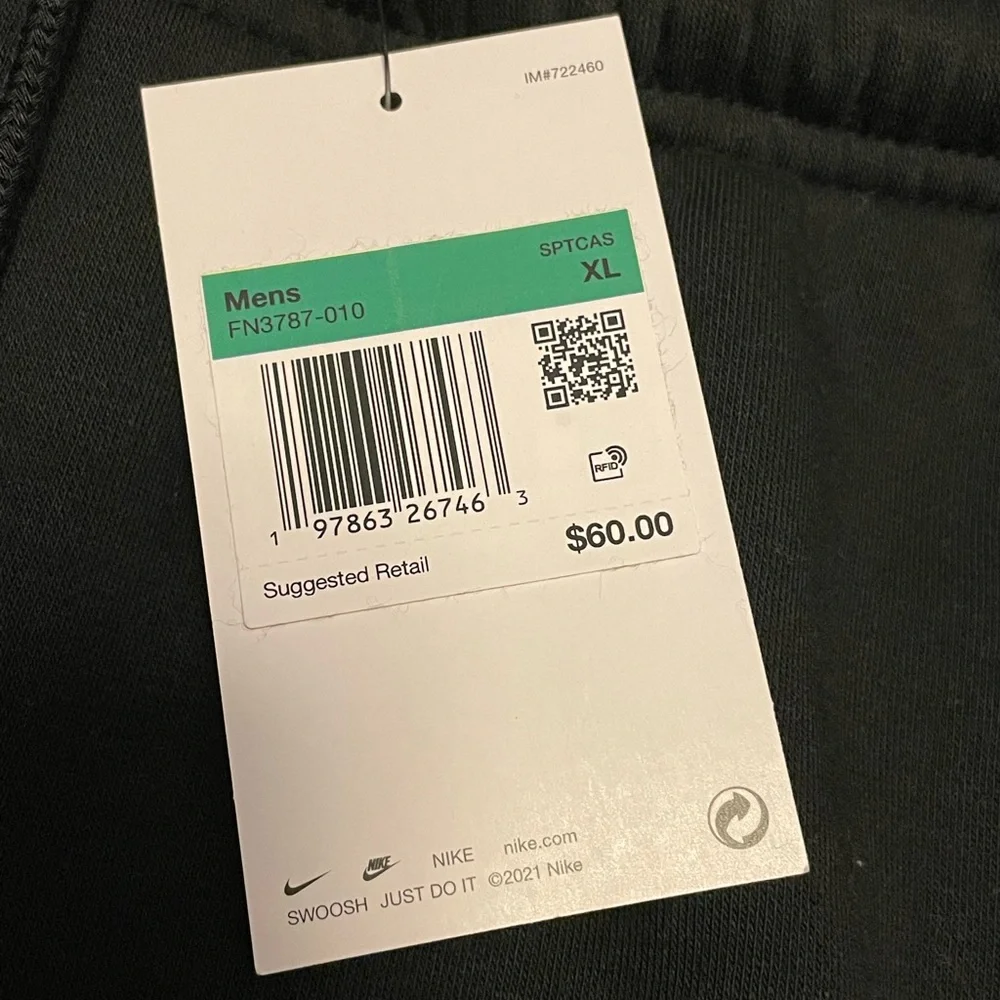 IM#722460
SPTCAS
Mens XL
FN3787-010
RFID
1 97863 26746 3
$60.00
Suggested Retail
NIKE NIKE nike.com
SWOOSH JUST DO IT ©2021 Nike